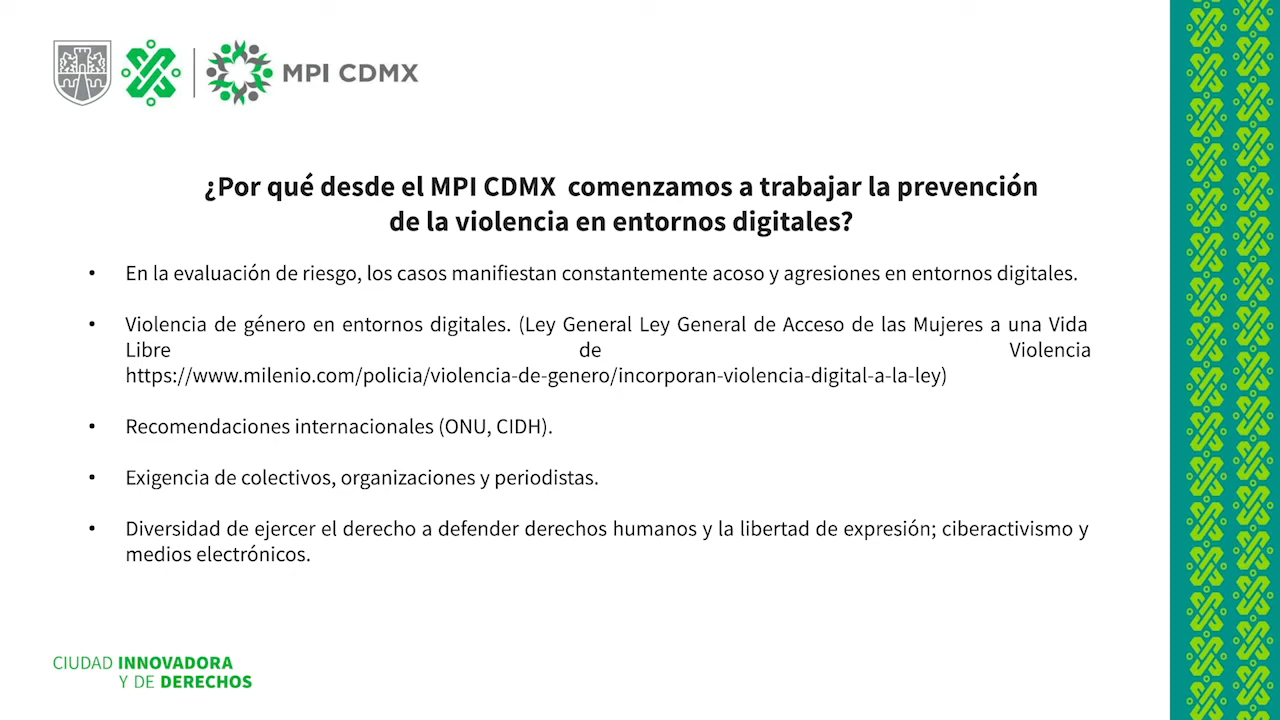 MPI CDMX
¿Por qué desde el MPI CDMX comenzamos a trabajar la prevención
de la violencia en entornos digitales?
• En la evaluación de riesgo, los casos manifiestan constantemente acoso y agresiones en entornos digitales.
• Violencia de género en entornos digitales. (Ley General Ley General de Acceso de las Mujeres a una Vida
Libre de Violencia
https://www.milenio.com/policia/violencia-de-genero/incorporan-violencia-digital-a-la-ley)
• Recomendaciones internacionales (ONU, CIDH).
• Exigencia de colectivos, organizaciones y periodistas.
• Diversidad de ejercer el derecho a defender derechos humanos y la libertad de expresión; ciberactivismo y
medios electrónicos.
CIUDAD INNOVADORA
Y DE DERECHOS